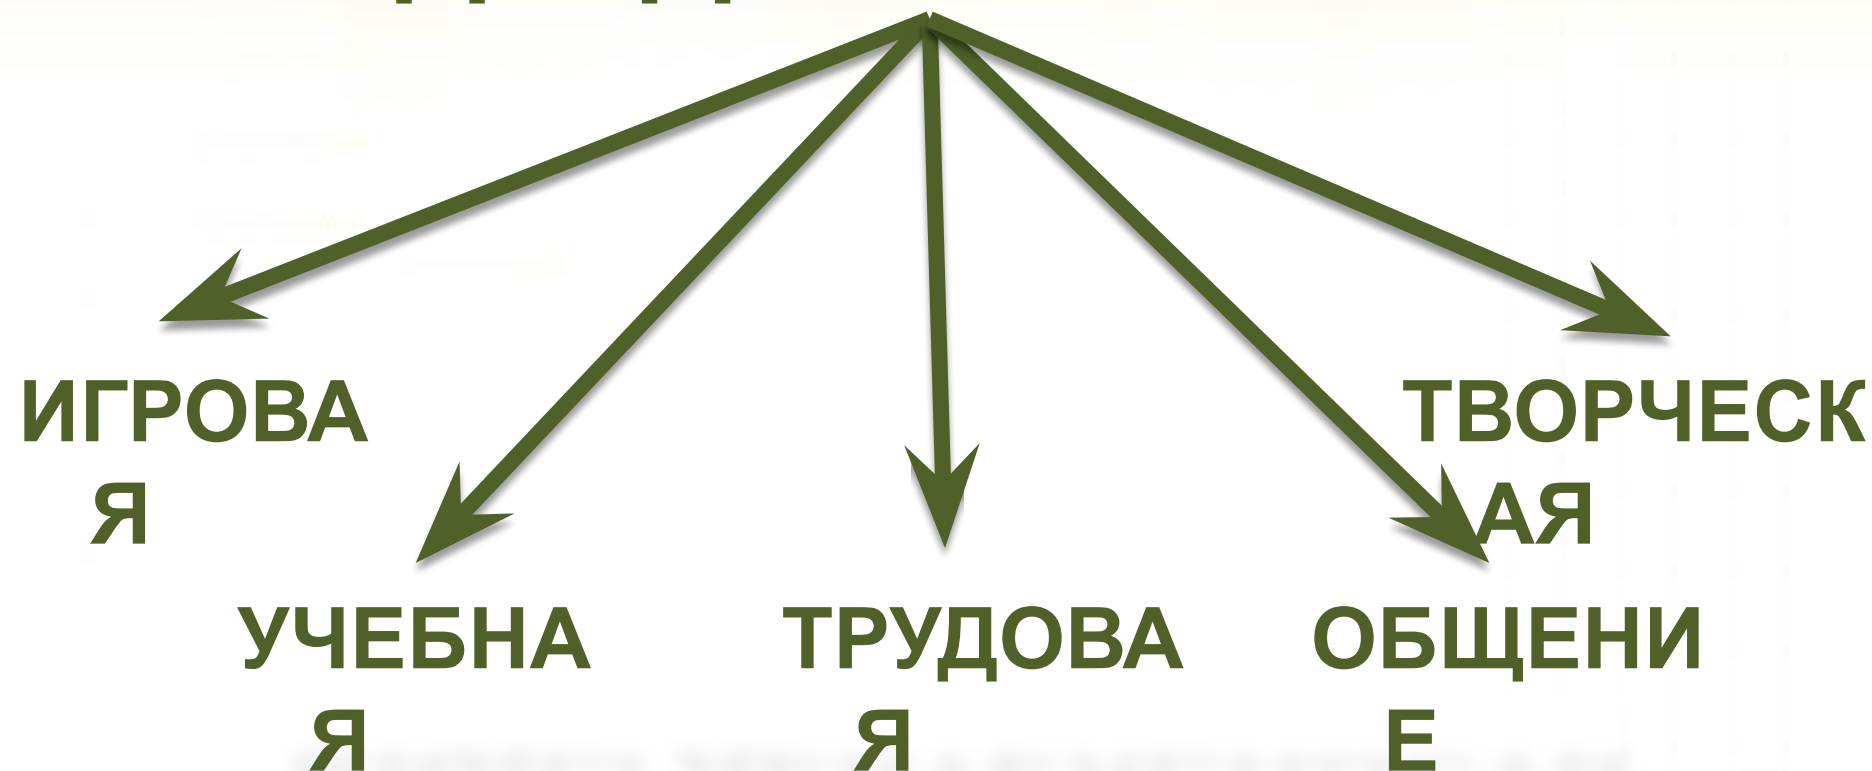 ИГРОВА
Я
ТВОРЧЕСК
АЯ
УЧЕБНА
Я
ТРУДОВА
Я
ОБЩЕНИ
Е